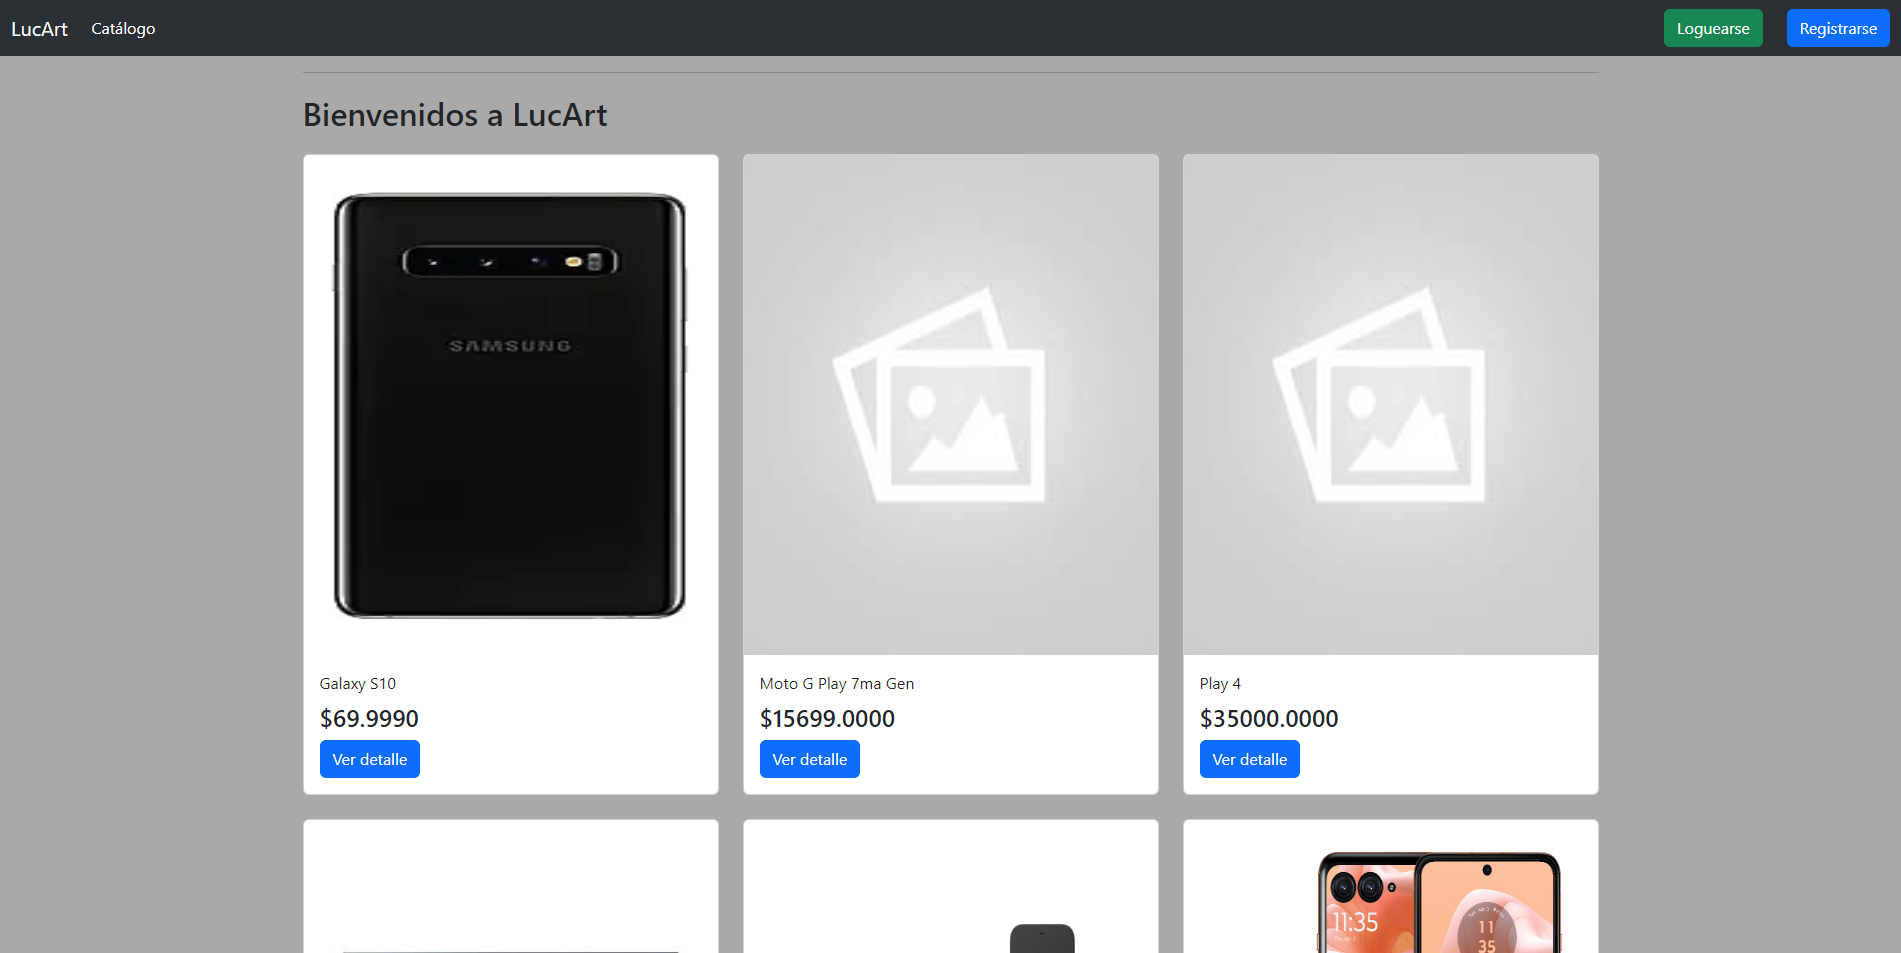 LucArt Catálogo Loguearse Registrarse
Bienvenidos a LucArt
SAMSUNG
Galaxy S10
$69.9990
Ver detalle
Moto G Play 7ma Gen
$15699.0000
Ver detalle
Play 4
$35000.0000
Ver detalle
11:35
11
35